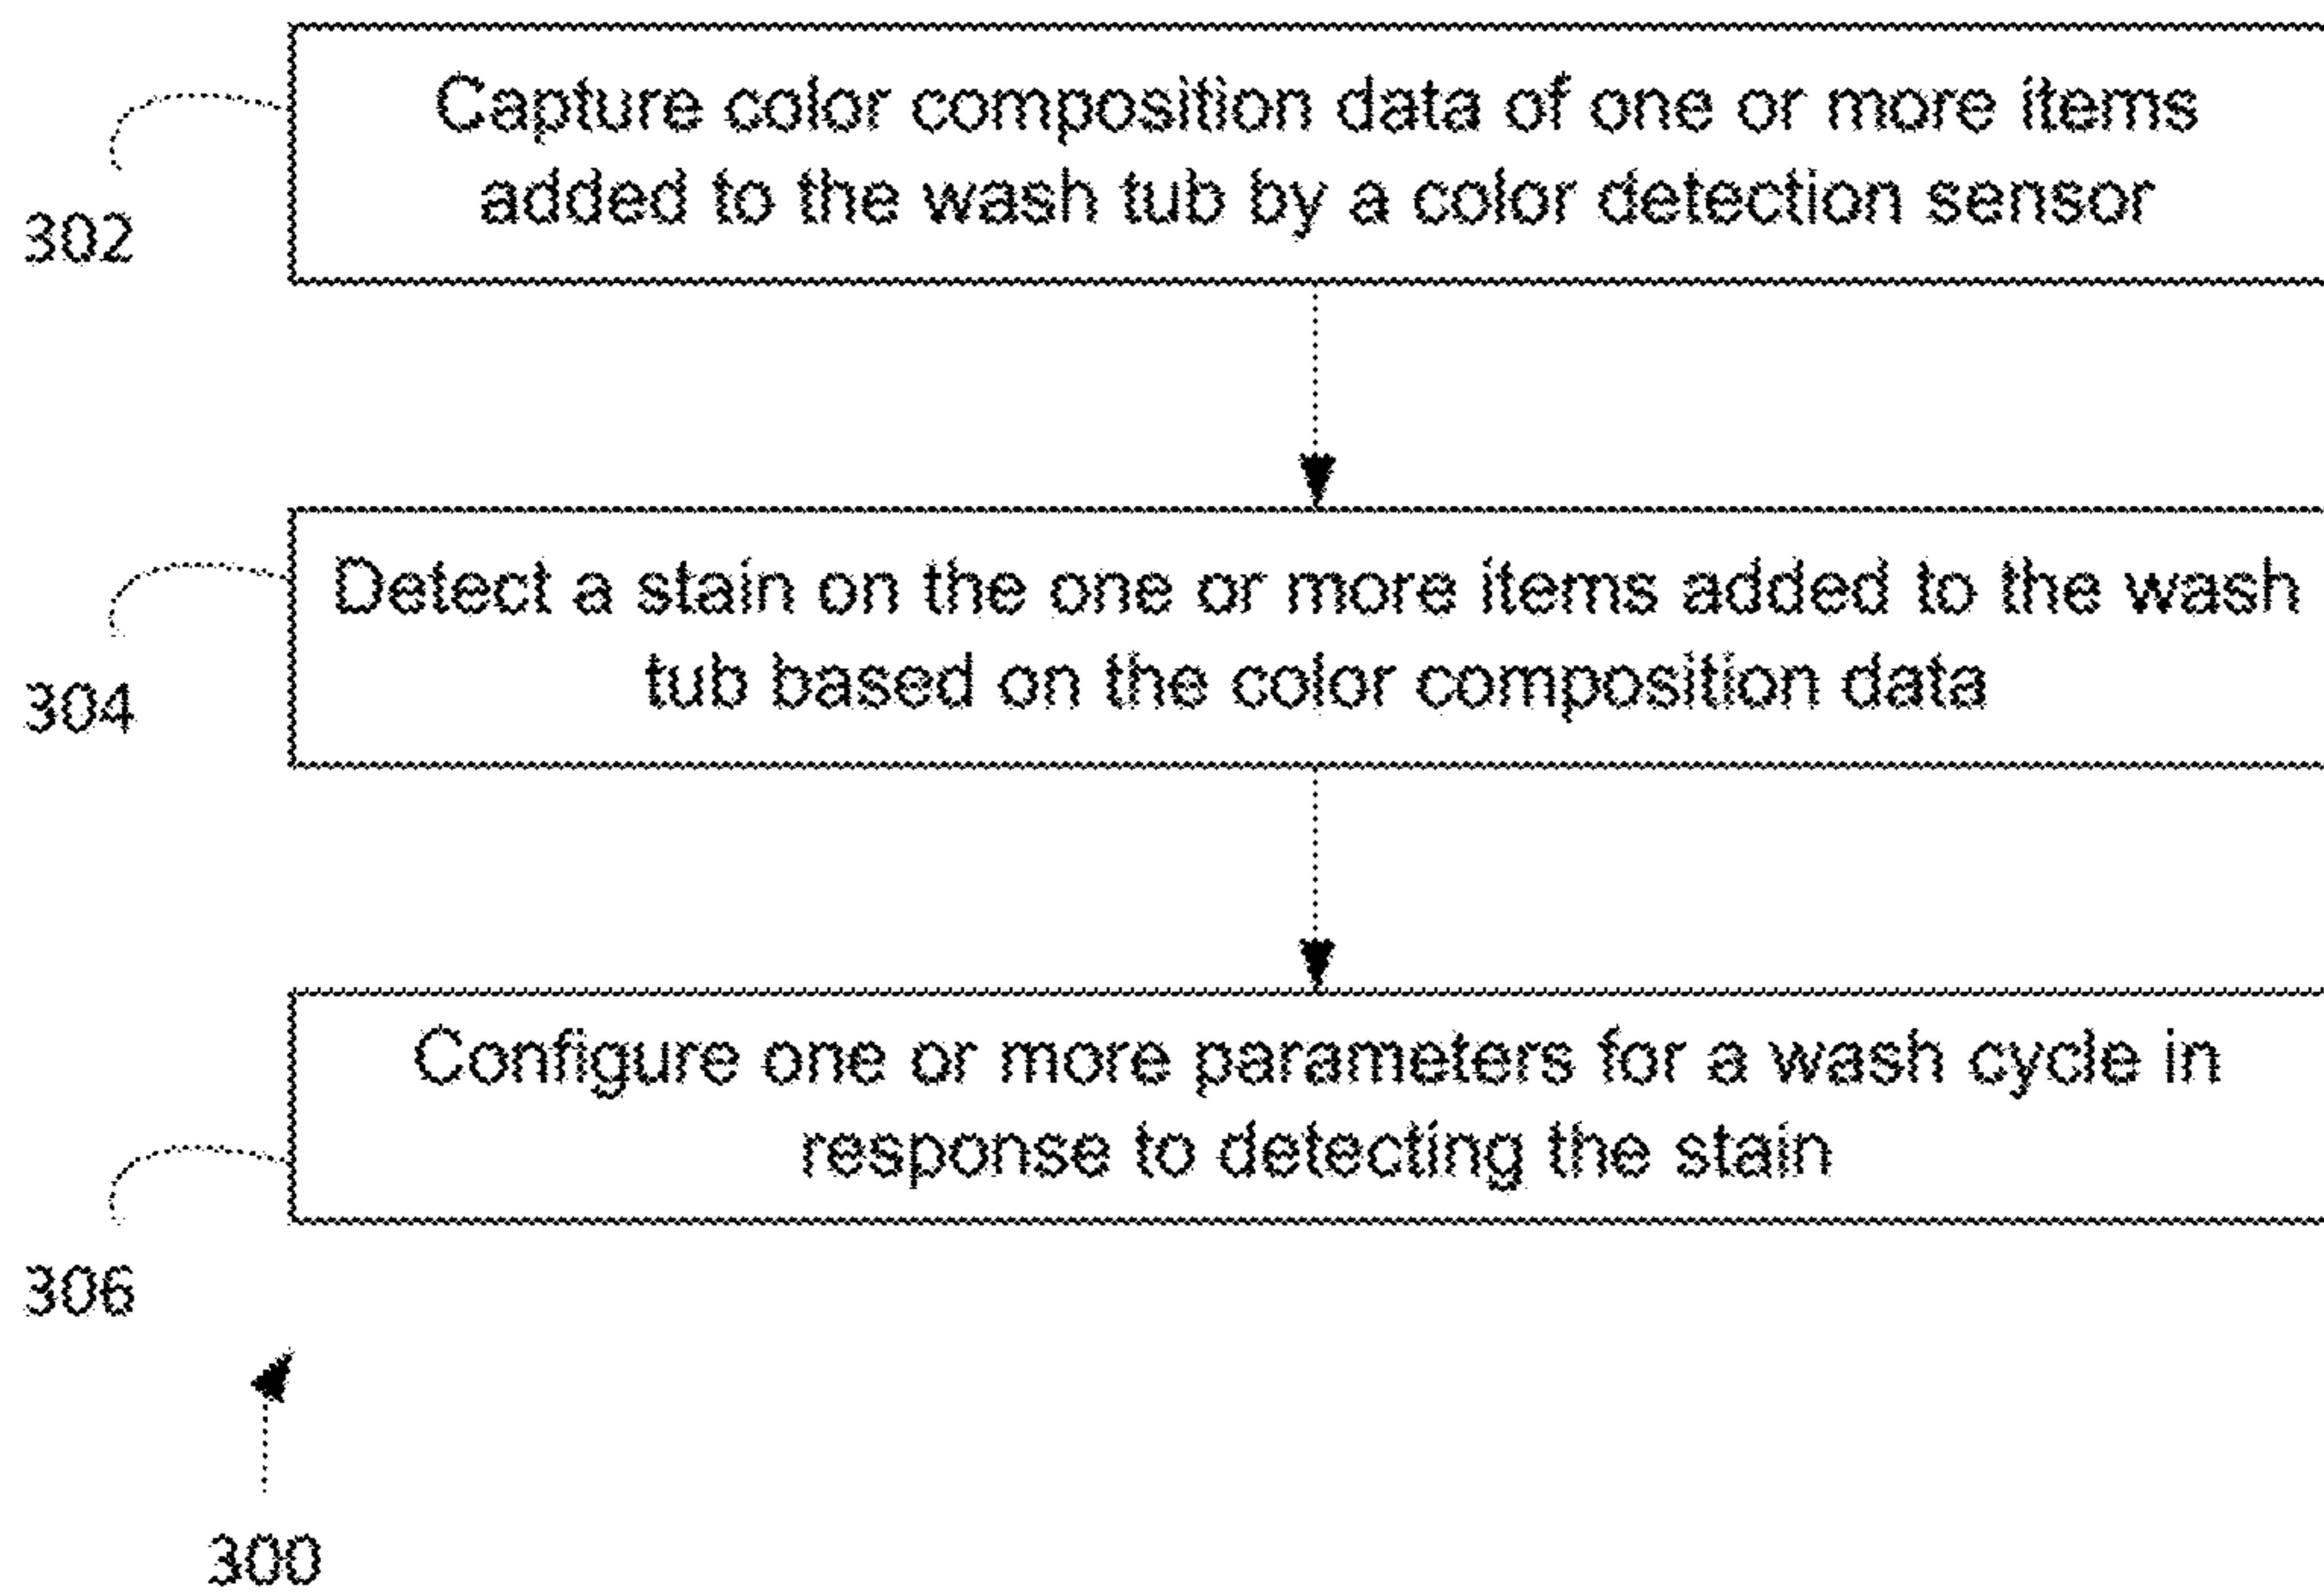 Capture color composition data of one or more items
added to the wash tub by a color detection sensor
302
Detect a stain on the one or more items added to the wash
tub based on the color composition data
304
Configure one or more parameters for a wash cycle in
response to detecting the stain
306
300